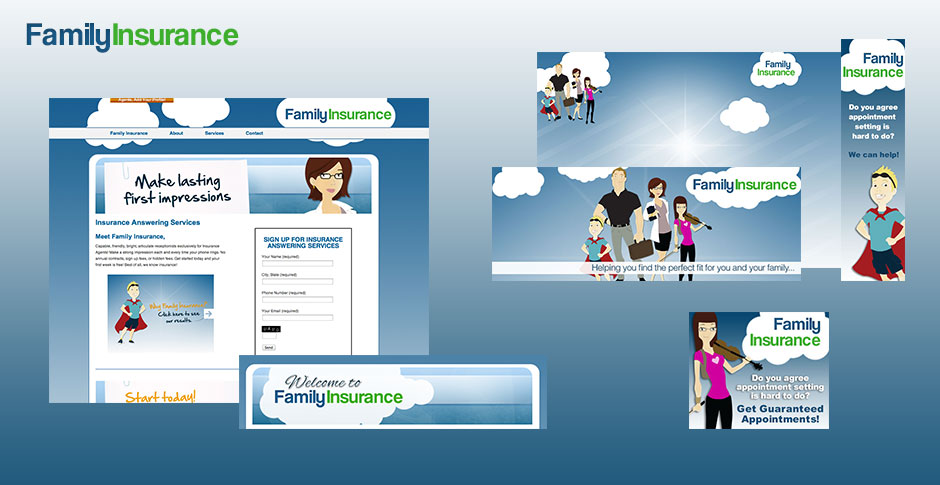 FamilyInsurance
Agents, Add Your Profile!
FamilyInsurance
Family Insurance
About
Services
Contact
Make lasting
first impressions
Insurance Answering Services
Meet Family Insurance,
Capable, friendly, bright, articulate receptionists exclusively for Insurance
Agents! Make a strong impression each and every time your phone rings. No
annual contracts, sign up fees, or hidden fees. Get started today and your
first week is free! Best of all, we know insurance!
Why Family Insurance?
Click here to see
our results.
Start today!
SIGN UP FOR INSURANCE
ANSWERING SERVICES
Your Name (required)
City, State (required)
Phone Number (required)
Your Email (required)
Send
Welcome to
FamilyInsurance
Family
Insurance
FamilyInsurance
Helping you find the perfect fit for you and your family...
Family
Insurance
Do you agree
appointment
setting is
hard to do?
We can help!
Family
Insurance
Do you agree
appointment setting
is hard to do?
Get Guaranteed
Appointments!